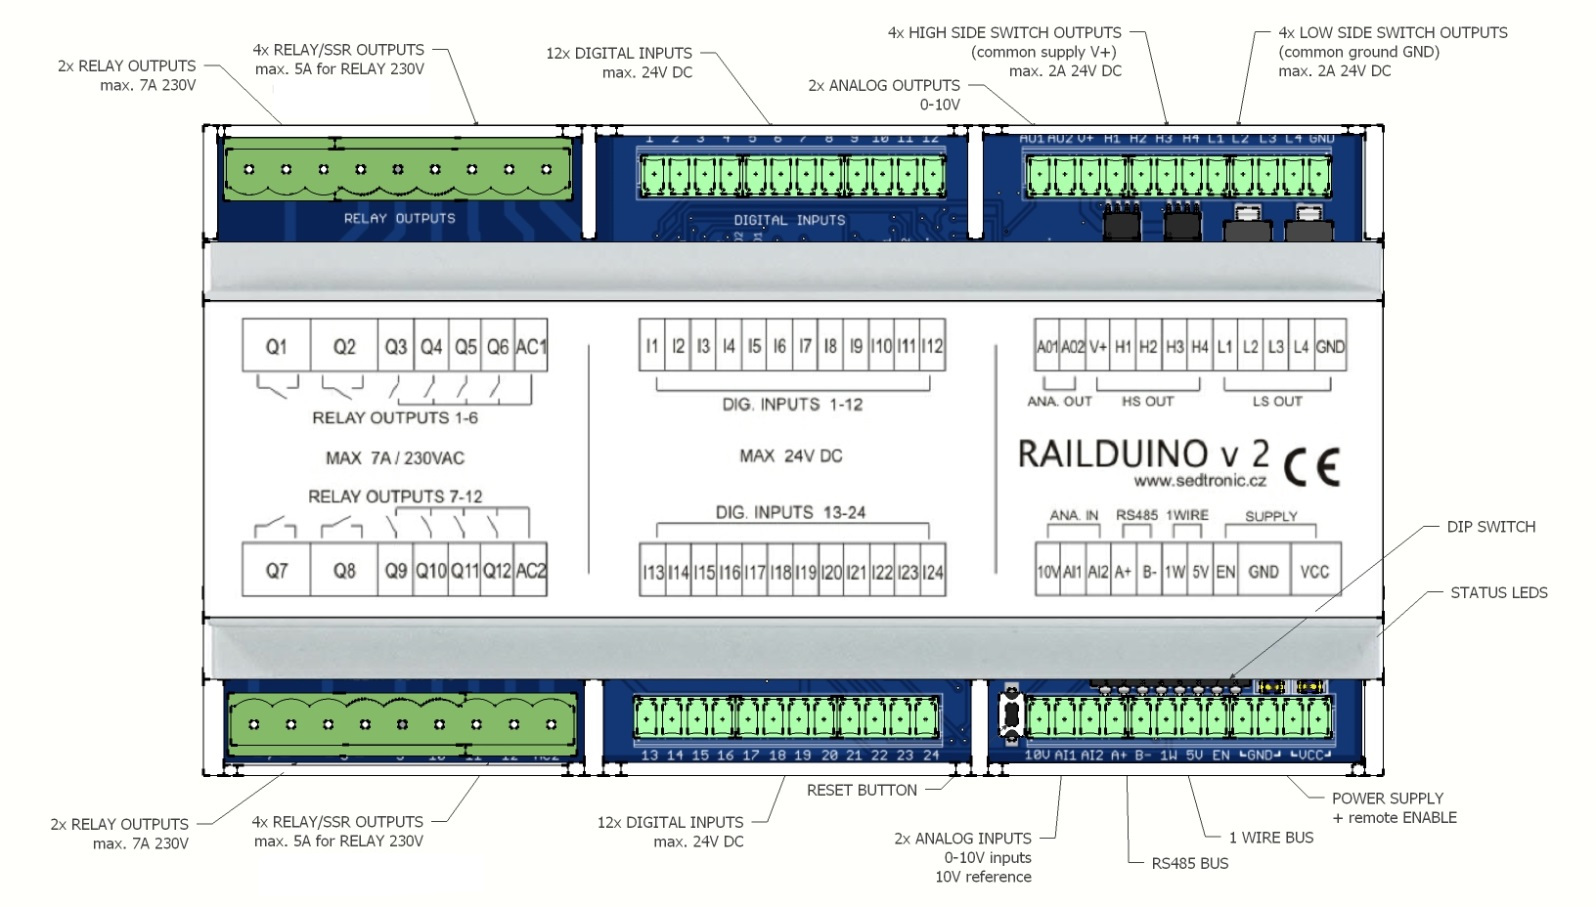 2x RELAY OUTPUTS
max. 7A 230V
4x RELAY/SSR OUTPUTS
max. 5A for RELAY 230V
12x DIGITAL INPUTS
max. 24V DC
2x ANALOG OUTPUTS
0-10V
4x HIGH SIDE SWITCH OUTPUTS
(common supply V+)
max. 2A 24V DC
4x LOW SIDE SWITCH OUTPUTS
(common ground GND)
max. 2A 24V DC
1 2 3 4 5 6 7 8 9 10 11 12
AO1 AO2 V+ H1 H2 H3 H4 L1 L2 L3 L4 GND
RELAY OUTPUTS
DIGITAL INPUTS
Q1 Q2 Q3 Q4 Q5 Q6 AC1
RELAY OUTPUTS 1-6
MAX 7A / 230VAC
RELAY OUTPUTS 7-12
Q7 Q8 Q9 Q10 Q11 Q12 AC2
I1 I2 I3 I4 I5 I6 I7 I8 I9 I10 I11 I12
DIG. INPUTS 1-12
MAX 24V DC
DIG. INPUTS 13-24
I13 I14 I15 I16 I17 I18 I19 I20 I21 I22 I23 I24
A01 A02 V+ H1 H2 H3 H4 L1 L2 L3 L4 GND
ANA. OUT HS OUT LS OUT
RAILDUINO v 2 CE
www.sedtronic.cz
ANA. IN RS485 1WIRE SUPPLY
10V AI1 AI2 A+ B- 1W 5V EN GND VCC
DIP SWITCH
STATUS LEDS
13 14 15 16 17 18 19 20 21 22 23 24
10V AI1 AI2 A+ B- 1W 5V EN GND VCC
2x RELAY OUTPUTS
max. 7A 230V
4x RELAY/SSR OUTPUTS
max. 5A for RELAY 230V
12x DIGITAL INPUTS
max. 24V DC
RESET BUTTON
2x ANALOG INPUTS
0-10V inputs
10V reference
RS485 BUS
1 WIRE BUS
POWER SUPPLY
+ remote ENABLE